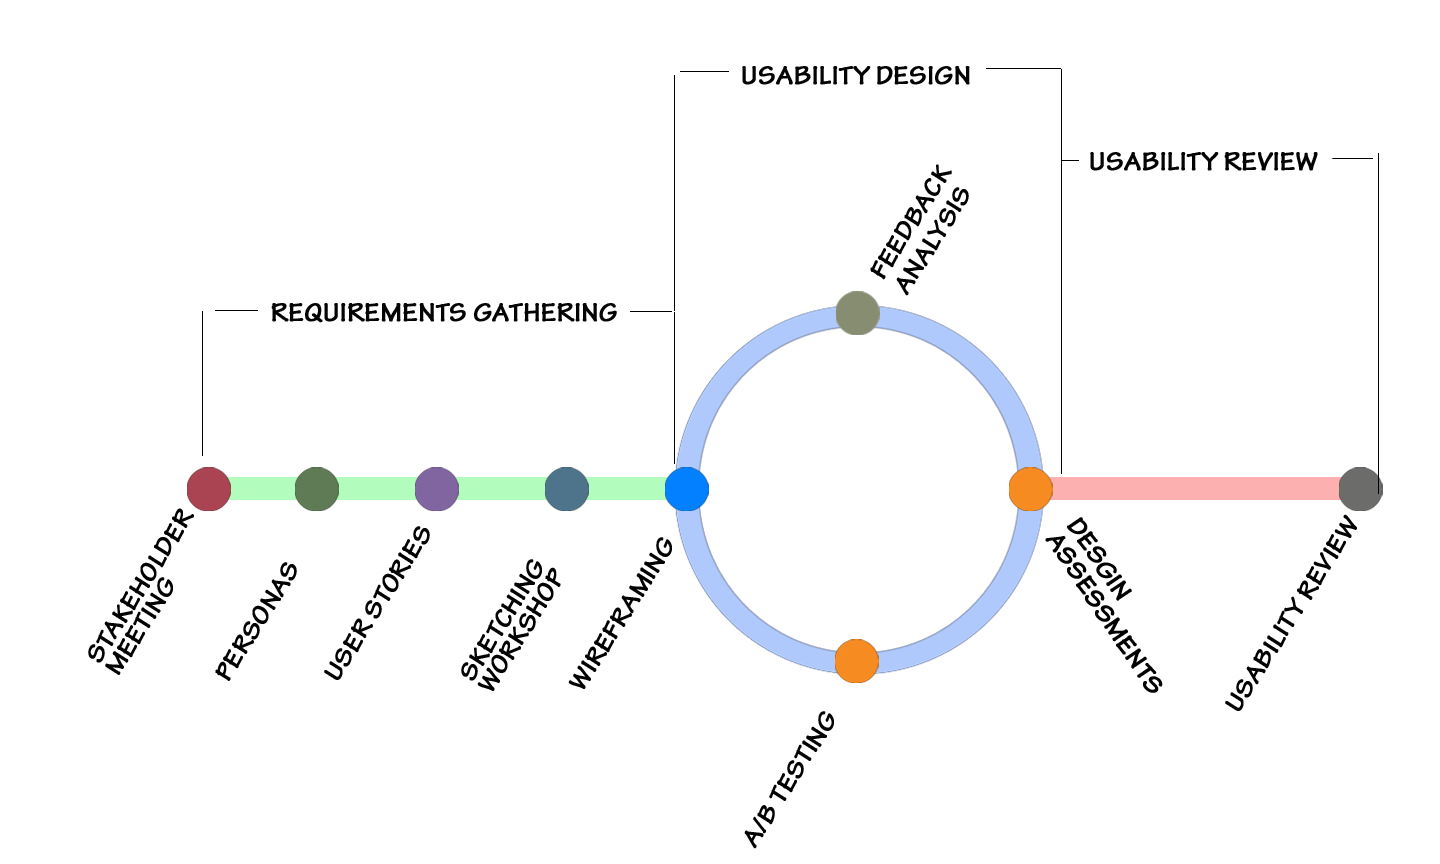 USABILITY DESIGN
USABILITY REVIEW
FEEDBACK
ANALYSIS
REQUIREMENTS GATHERING
STAKEHOLDER
MEETING
PERSONAS
USER STORIES
SKETCHING
WORKSHOP
WIREFRAMING
DESGIN
ASSESSMENTS
USABILITY REVIEW
A/B TESTING